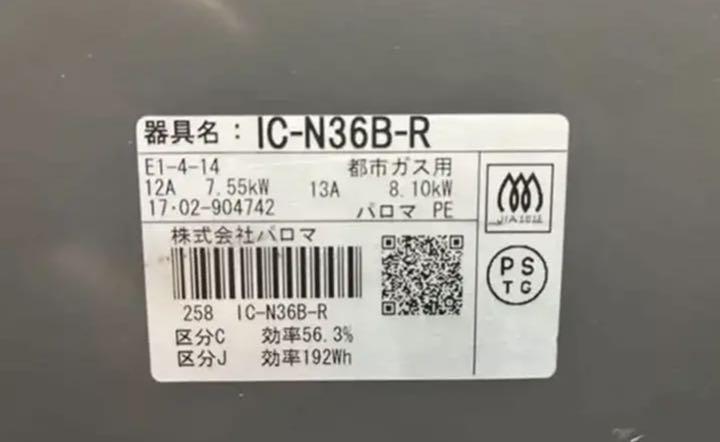 器具名：IC-N36B-R
E1-4-14 都市ガス用
12A 7.55kW 13A 8.10kW
17・02-904742 パロマ PE
株式会社パロマ
258 IC-N36B-R
区分C 効率56.3%
区分J 効率192Wh
PS
TG